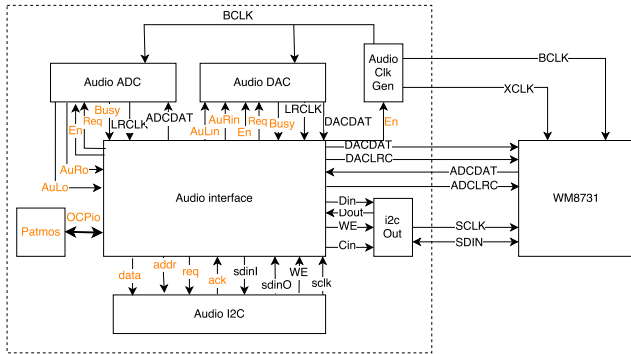 BCLK
Audio ADC
Audio DAC
Audio
Clk
Gen
BCLK
XCLK
Busy
Req
En
LRCLK
ADCDAT
AuRin
AuLin
En
Req
Busy
LRCLK
DACDAT
En
AuRo
AuLo
DACDAT
DACLRC
ADCDAT
ADCLRC
Audio interface
WM8731
Patmos
OCPio
Din
Dout
WE
Cin
i2c
Out
SCLK
SDIN
data
addr
req
ack
sdinI
sdinO
WE
sclk
Audio I2C